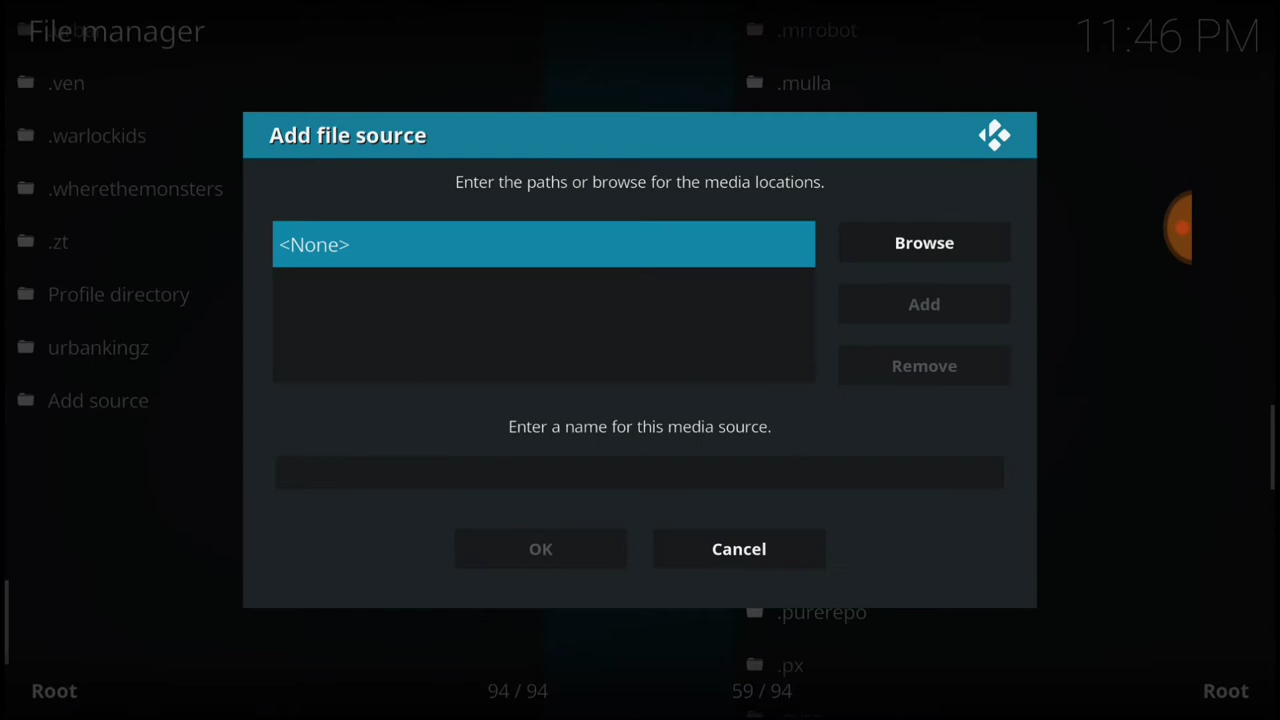 File manager
11:46 PM
.ven
.warlockids
.wherethemonsters
.zt
Profile directory
urbankingz
Add source
.mrrobot
.mulla
Add file source
Enter the paths or browse for the media locations.
<None>
Browse
Add
Remove
Enter a name for this media source.
OK
Cancel
.purerepo
.px
Root
94 / 94
59 / 94
Root